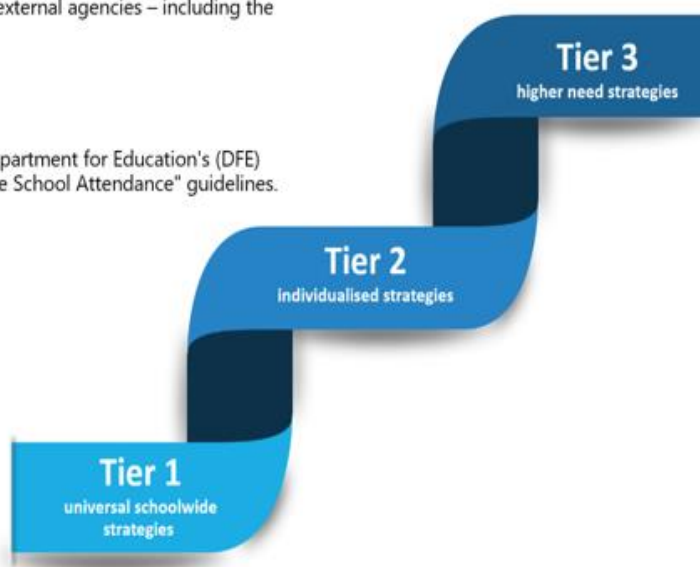 external agencies – including the
partment for Education's (DFE)
e School Attendance" guidelines.
Tier 3
higher need strategies
Tier 2
individualised strategies
Tier 1
universal schoolwide
strategies